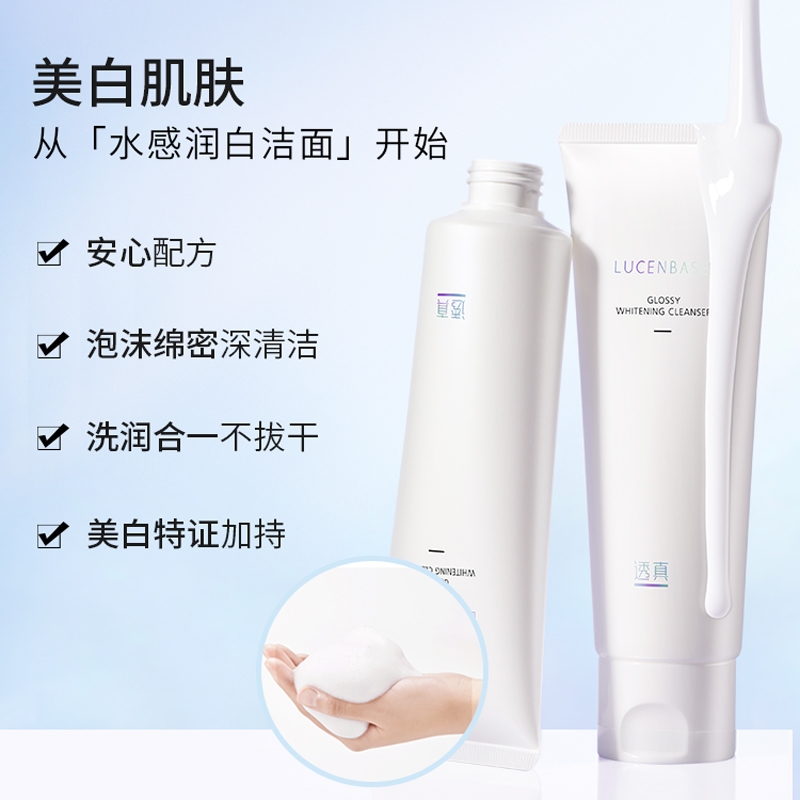 美白肌肤
从「水感润白洁面」开始
安心配方
泡沫绵密深清洁
洗润合一不拔干
美白特证加持
透真
WHITENING
LUCENBAS
GLOSSY
WHITENING CLEANSER
透真